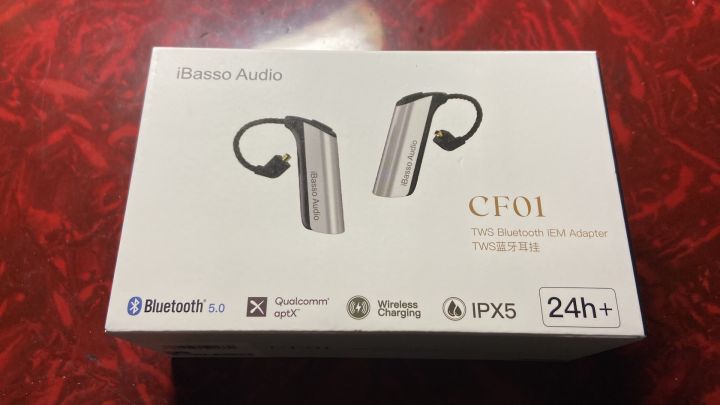 iBasso Audio
iBasso Audio
iBasso Audio
CF01
TWS Bluetooth IEM Adapter
TWS蓝牙耳挂
Bluetooth® 5.0
Qualcomm®
aptX™
Wireless
Charging
IPX5
24h+